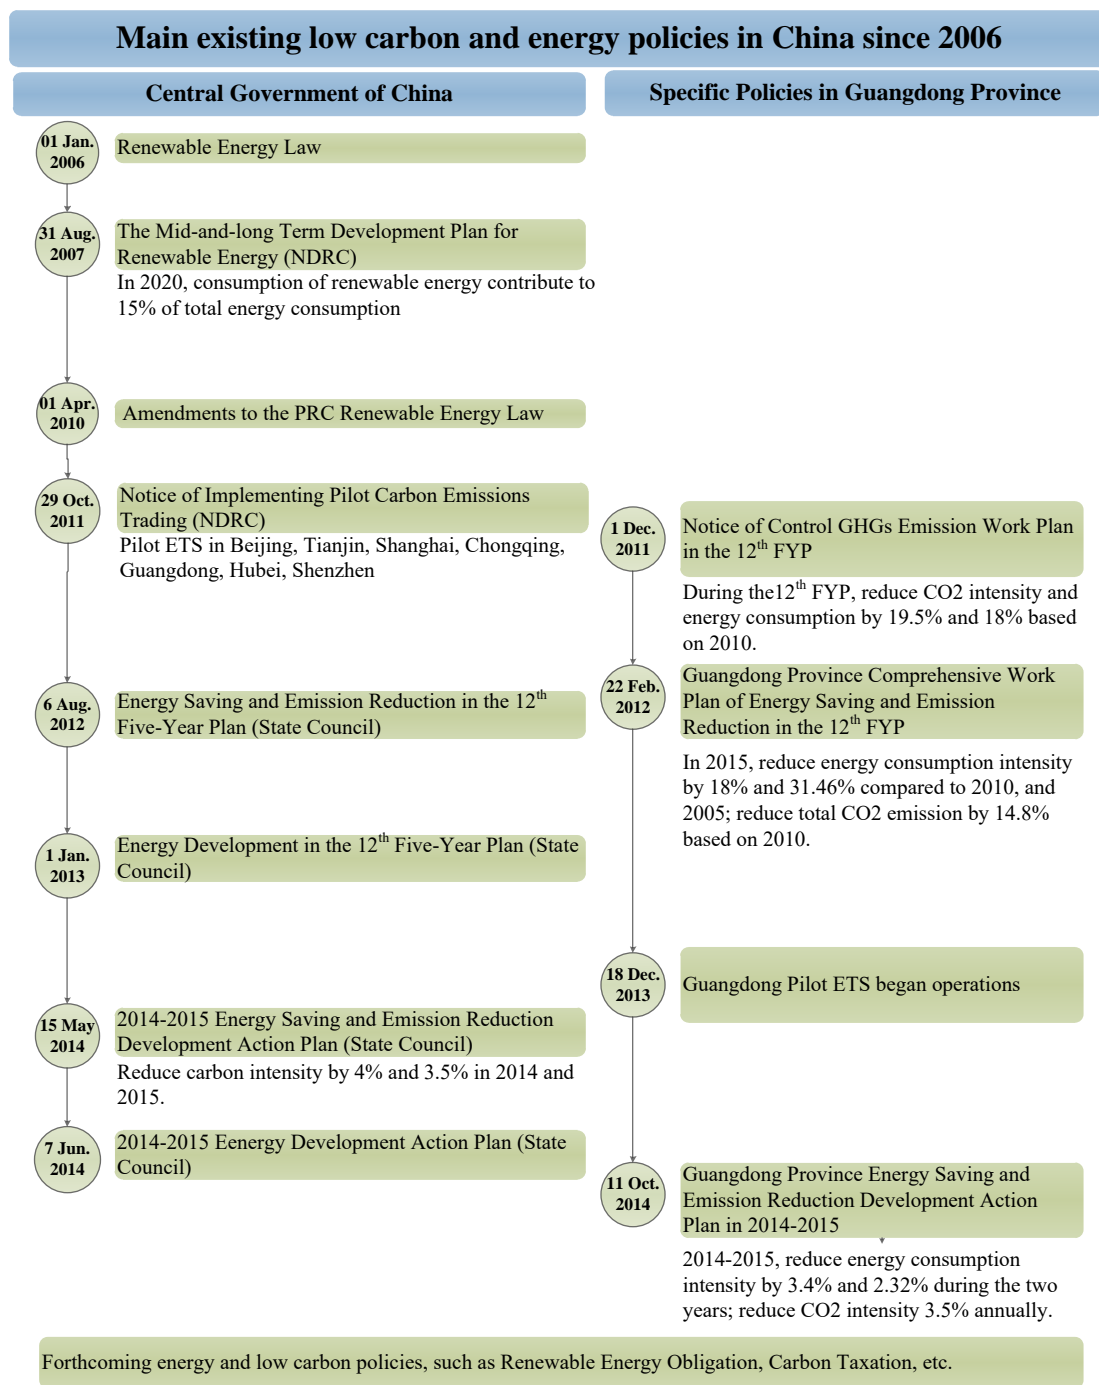 Main existing low carbon and energy policies in China since 2006
Central Government of China
01 Jan.
2006
Renewable Energy Law
31 Aug.
2007
The Mid-and-long Term Development Plan for
Renewable Energy (NDRC)
In 2020, consumption of renewable energy contribute to
15% of total energy consumption
01 Apr.
2010
Amendments to the PRC Renewable Energy Law
29 Oct.
2011
Notice of Implementing Pilot Carbon Emissions
Trading (NDRC)
Pilot ETS in Beijing, Tianjin, Shanghai, Chongqing,
Guangdong, Hubei, Shenzhen
6 Aug.
2012
Energy Saving and Emission Reduction in the 12th
Five-Year Plan (State Council)
1 Jan.
2013
Energy Development in the 12th Five-Year Plan (State
Council)
15 May
2014
2014-2015 Energy Saving and Emission Reduction
Development Action Plan (State Council)
Reduce carbon intensity by 4% and 3.5% in 2014 and
2015.
7 Jun.
2014
2014-2015 Eenergy Development Action Plan (State
Council)
Specific Policies in Guangdong Province
1 Dec.
2011
Notice of Control GHGs Emission Work Plan
in the 12th FYP
During the12th FYP, reduce CO2 intensity and
energy consumption by 19.5% and 18% based
on 2010.
22 Feb.
2012
Guangdong Province Comprehensive Work
Plan of Energy Saving and Emission
Reduction in the 12th FYP
In 2015, reduce energy consumption intensity
by 18% and 31.46% compared to 2010, and
2005; reduce total CO2 emission by 14.8%
based on 2010.
18 Dec.
2013
Guangdong Pilot ETS began operations
11 Oct.
2014
Guangdong Province Energy Saving and
Emission Reduction Development Action
Plan in 2014-2015
2014-2015, reduce energy consumption
intensity by 3.4% and 2.32% during the two
years; reduce CO2 intensity 3.5% annually.
Forthcoming energy and low carbon policies, such as Renewable Energy Obligation, Carbon Taxation, etc.